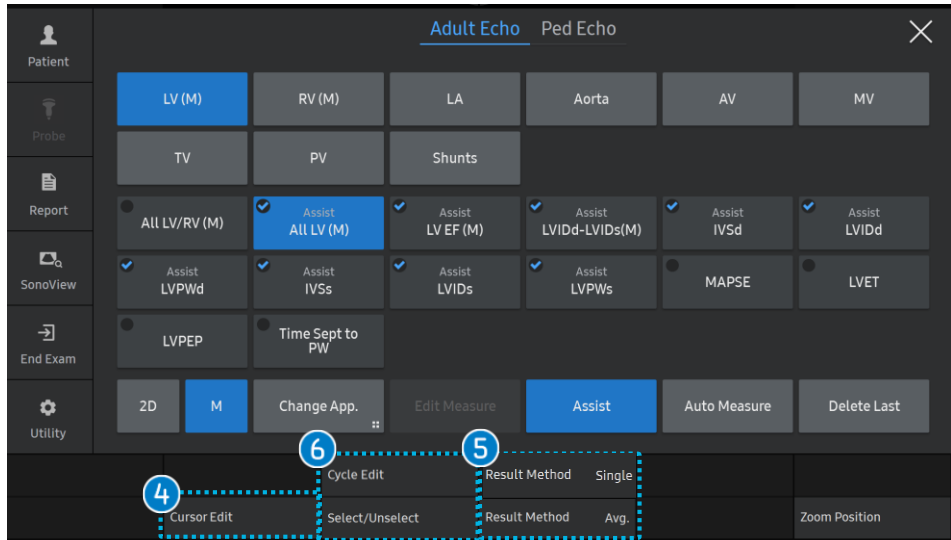 Adult Echo Ped Echo
Patient
LV (M) RV (M) LA Aorta AV MV
Probe
TV PV Shunts
Report
All LV/RV (M)
Assist
All LV (M)
Assist
LV EF (M)
Assist
LVIDd-LVIDs(M)
Assist
IVSd
Assist
LVIDd
SonoView
Assist
LVPWd
Assist
IVSs
Assist
LVIDs
Assist
LVPWs
MAPSE
LVET
End Exam
LVPEP
Time Sept to
PW
Utility
2D M Change App. Edit Measure Assist Auto Measure Delete Last
6
5
Cycle Edit
Result Method Single
4
Cursor Edit
Select/Unselect
Result Method Avg.
Zoom Position